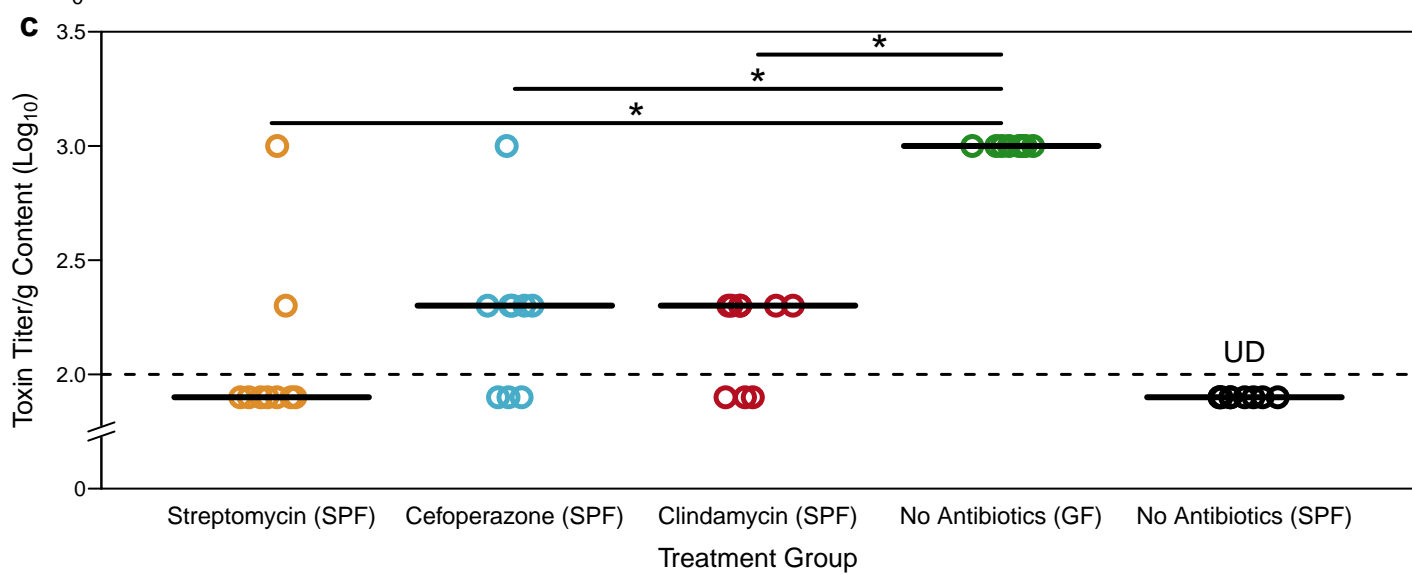 0
c
3.5
*
*
*
3.0
2.5
UD
2.0
0
Toxin Titer/g Content (Log10)
Streptomycin (SPF) Cefoperazone (SPF) Clindamycin (SPF) No Antibiotics (GF) No Antibiotics (SPF)
Treatment Group